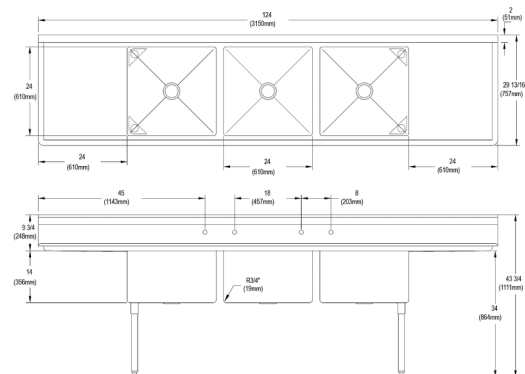 124
(3150mm)
2
(51mm)
24
(610mm)
29 13/16
(757mm)
24
(610mm)
24
(610mm)
24
(610mm)
45
(1143mm)
18
(457mm)
8
(203mm)
9 3/4
(248mm)
14
(356mm)
R3/4"
(19mm)
43 3/4
(1111mm)
34
(864mm)